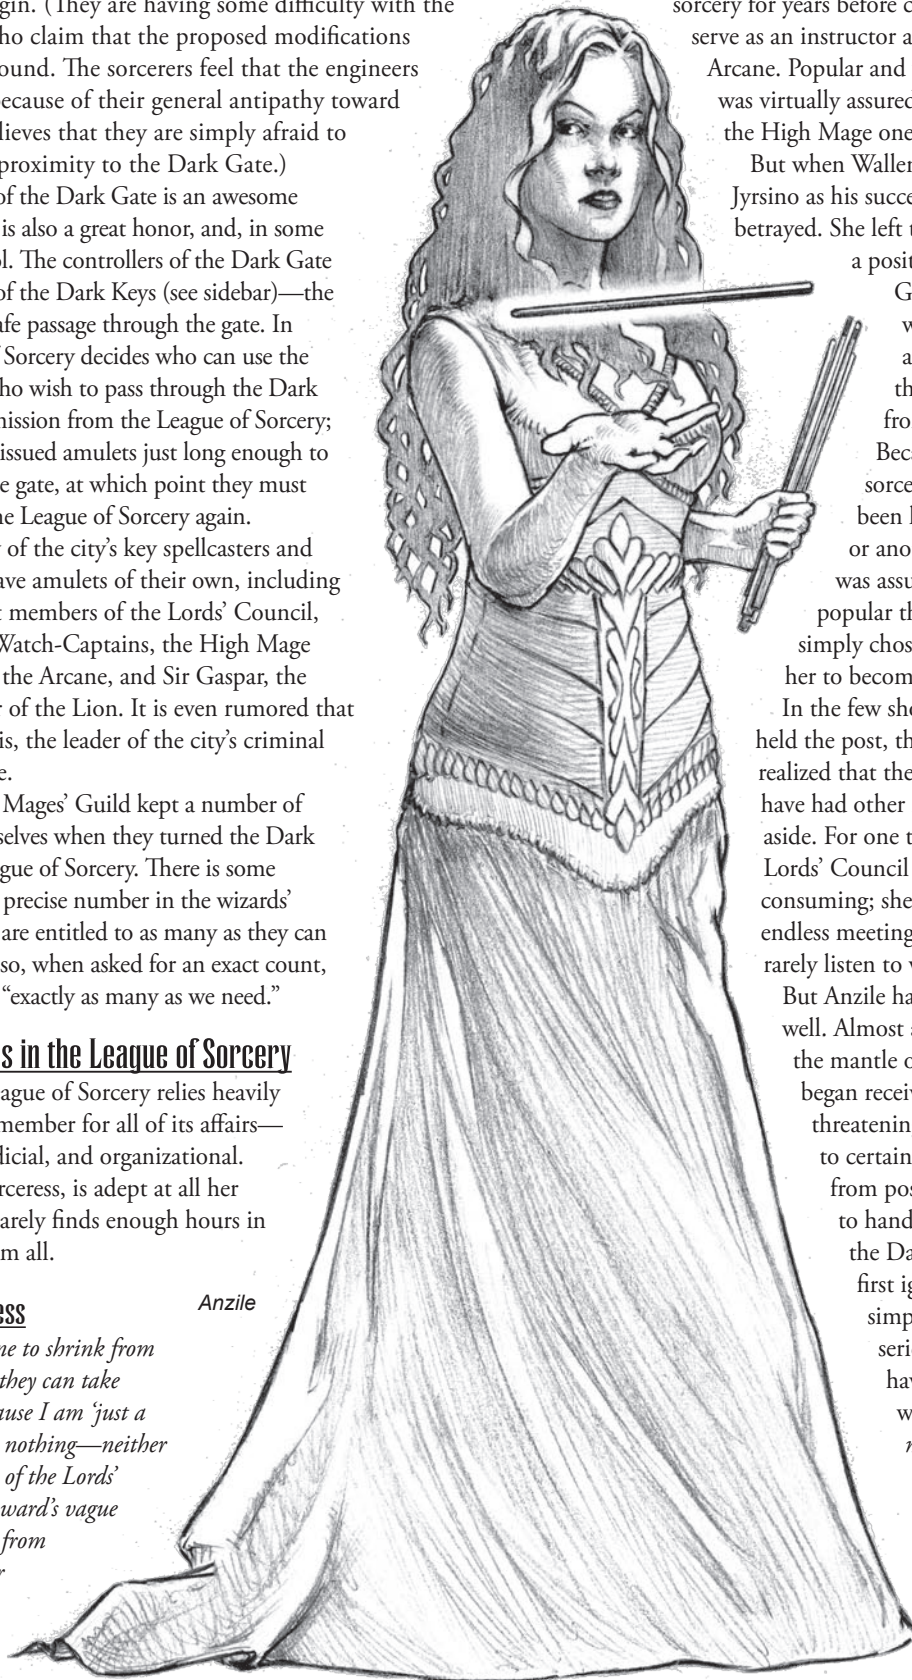 gin. (They are having some difficulty with the
ho claim that the proposed modifications
ound. The sorcerers feel that the engineers
ecause of their general antipathy toward
lieves that they are simply afraid to
proximity to the Dark Gate.)
of the Dark Gate is an awesome
is also a great honor, and, in some
ol. The controllers of the Dark Gate
of the Dark Keys (see sidebar)—the
afe passage through the gate. In
Sorcery decides who can use the
ho wish to pass through the Dark
mission from the League of Sorcery;
issued amulets just long enough to
e gate, at which point they must
he League of Sorcery again.
y of the city’s key spellcasters and
ave amulets of their own, including
t members of the Lords’ Council,
Watch-Captains, the High Mage
the Arcane, and Sir Gaspar, the
r of the Lion. It is even rumored that
is, the leader of the city’s criminal
e.
Mages’ Guild kept a number of
selves when they turned the Dark
gue of Sorcery. There is some
precise number in the wizards’
are entitled to as many as they can
so, when asked for an exact count,
“exactly as many as we need.”
s in the League of Sorcery
ague of Sorcery relies heavily
member for all of its affairs—
dicial, and organizational.
rceress, is adept at all her
arely finds enough hours in
m all.
ess
ne to shrink from
they can take
ause I am ‘just a
nothing—neither
of the Lords’
ward’s vague
from
r
Anzile
sorcery for years before c
serve as an instructor a
Arcane. Popular and
was virtually assured
the High Mage one
But when Waller
Jyrsino as his succe
betrayed. She left t
a posit
G
w
a
th
fro
Beca
sorce
been l
or ano
was assu
popular th
simply chos
her to becom
In the few sho
held the post, th
realized that the
have had other
aside. For one t
Lords’ Council
consuming; she
endless meeting
rarely listen to v
But Anzile ha
well. Almost a
the mantle o
began receiv
threatenin
to certain
from pos
to hand
the Da
first ig
simp
seri
hav
w
n